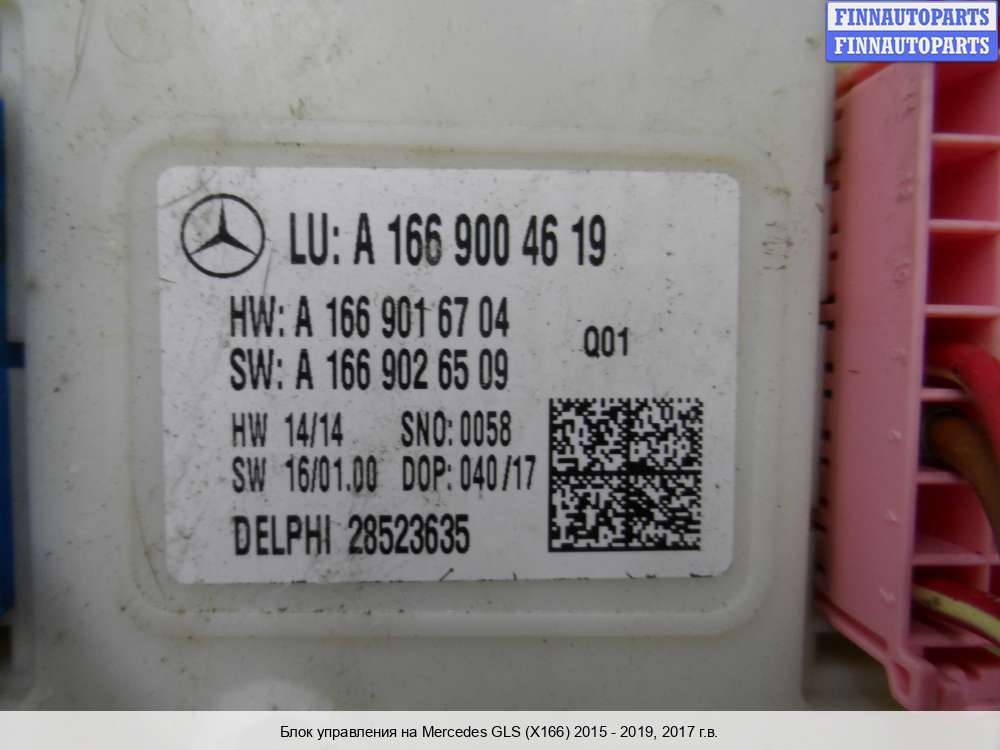 FINNAUTOPARTS
FINNAUTOPARTS
LU: A 166 900 46 19
HW: A 166 901 67 04
Q01
SW: A 166 902 65 09
HW 14/14 SNO: 0058
SW 16/01.00 DOP: 040/17
DELPHI 28523635
Блок управления на Mercedes GLS (X166) 2015 - 2019, 2017 г.в.